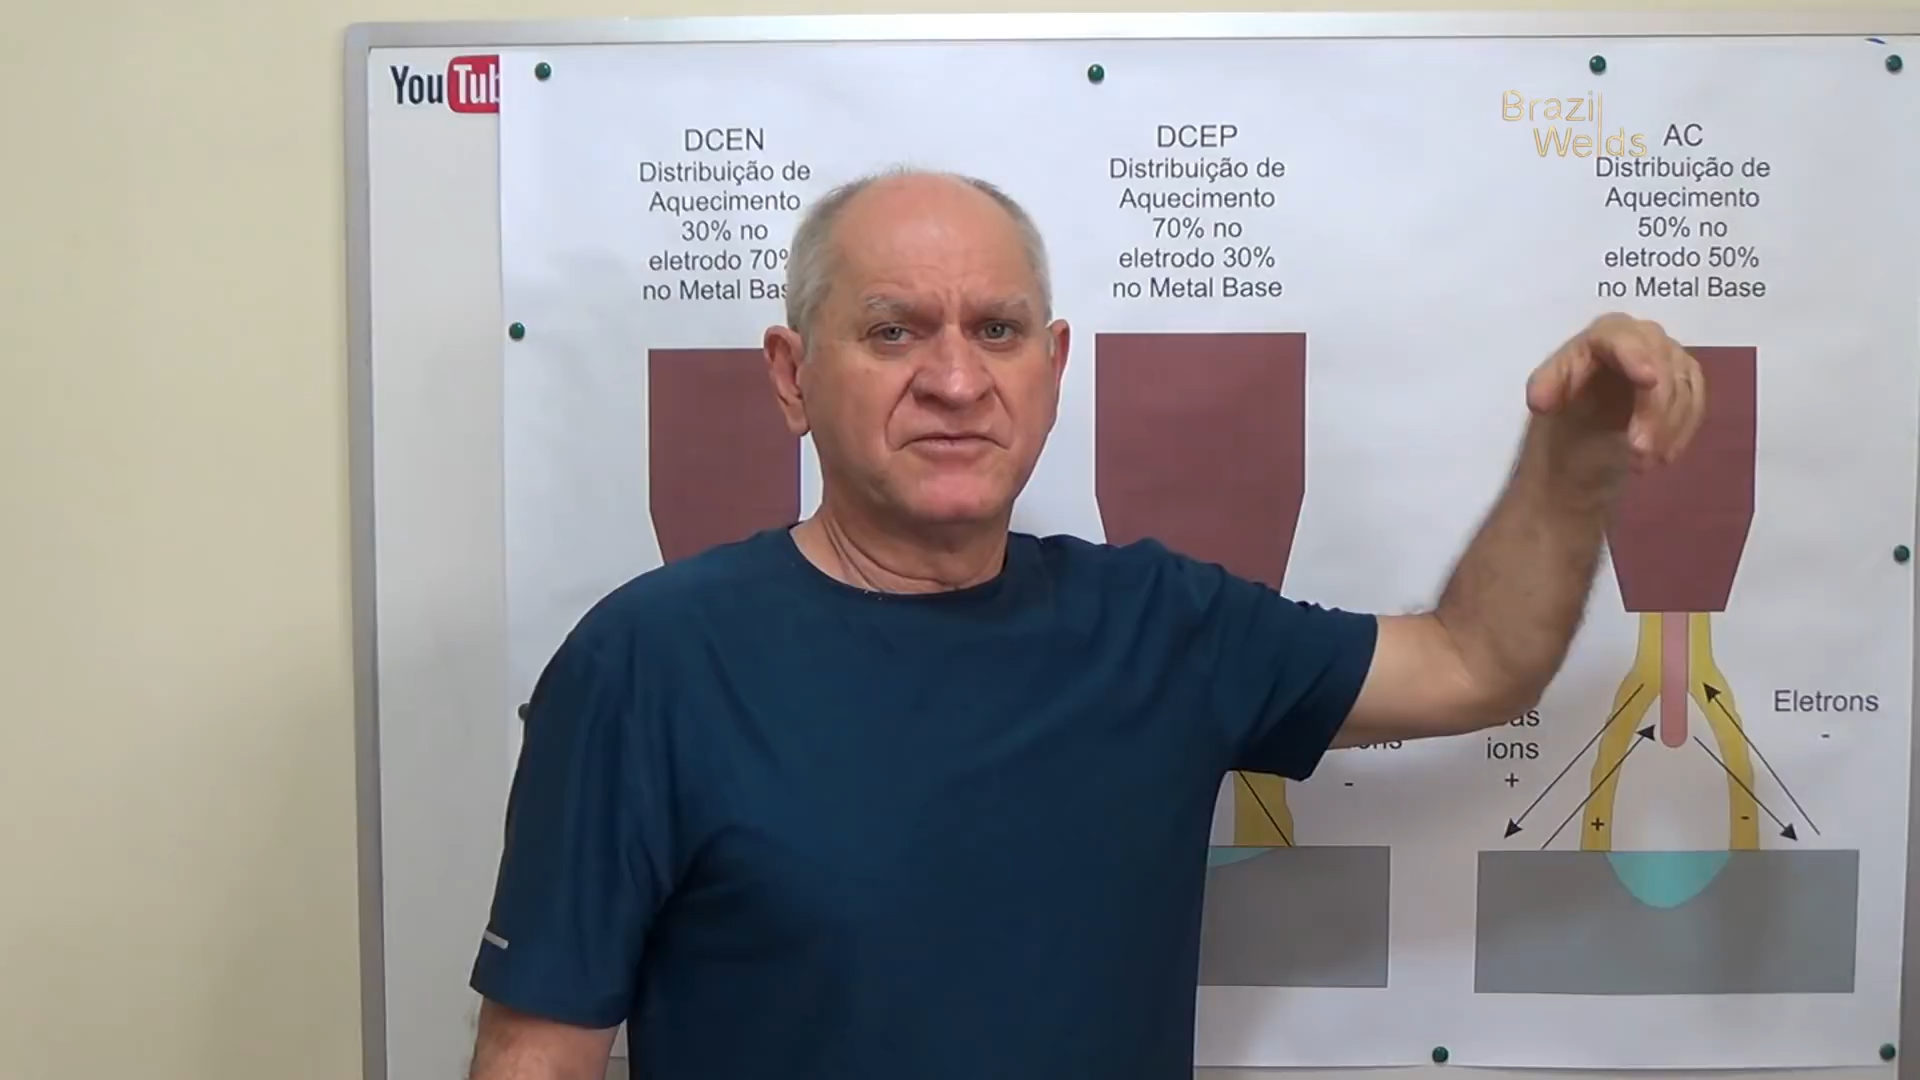 YouTub
Brazil
Welds
DCEN
Distribuição de
Aquecimento
30% no
eletrodo 70%
no Metal Bas
DCEP
Distribuição de
Aquecimento
70% no
eletrodo 30%
no Metal Base
AC
Distribuição de
Aquecimento
50% no
eletrodo 50%
no Metal Base
-
ions
+
Eletrons
-
+
-